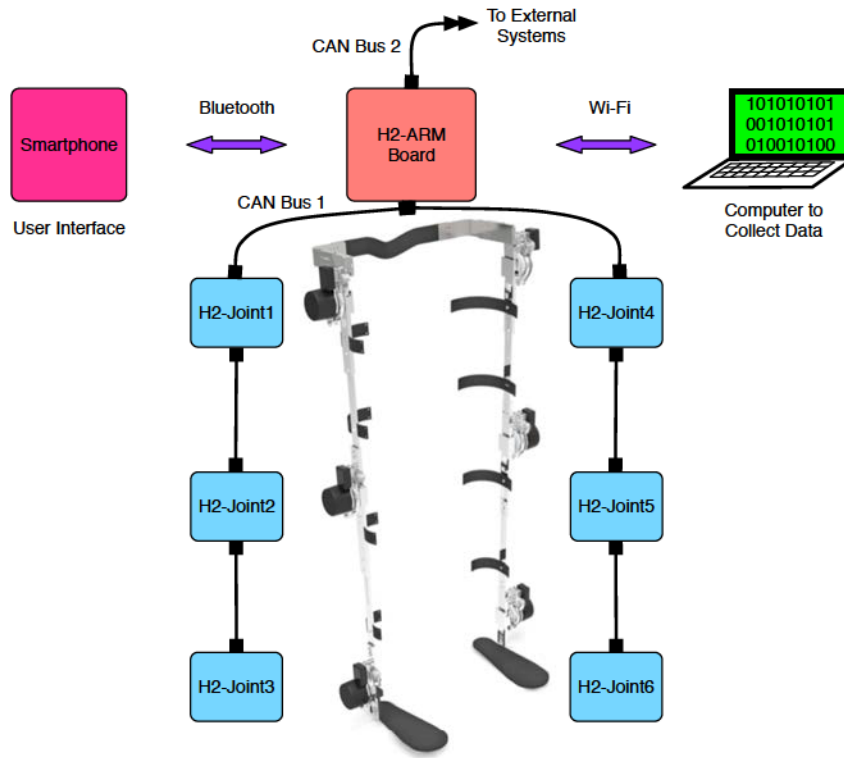 To External
Systems
CAN Bus 2
Bluetooth
Wi-Fi
Smartphone
H2-ARM
Board
101010101
001010101
010010100
User Interface
CAN Bus 1
Computer to
Collect Data
H2-Joint1
H2-Joint4
H2-Joint2
H2-Joint5
H2-Joint3
H2-Joint6